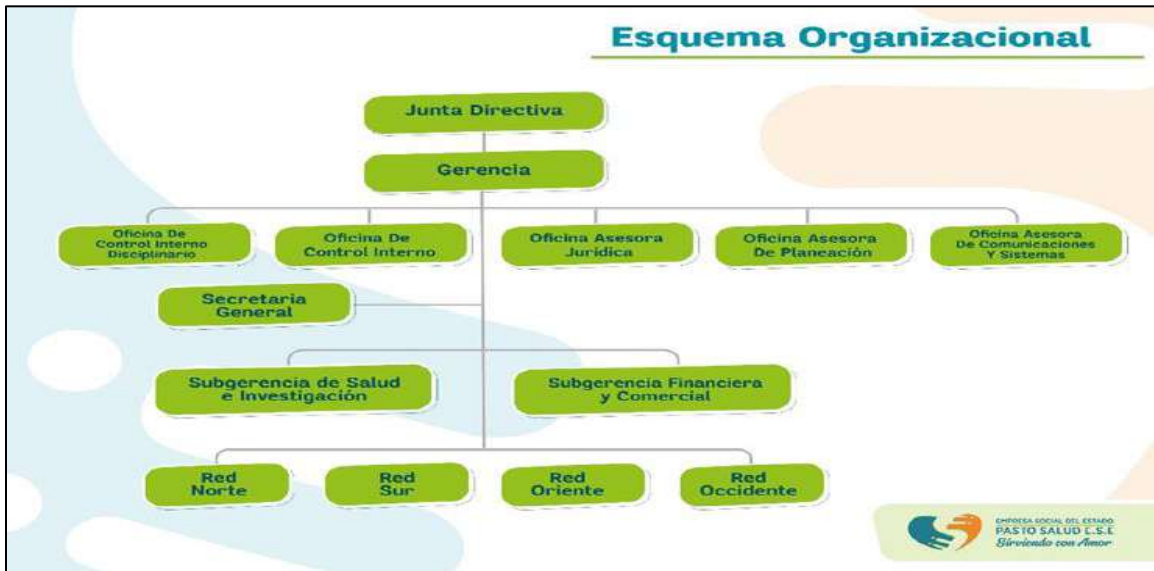 Esquema Organizacional
Junta Directiva
Gerencia
Oficina De
Control Interno
Disciplinario
Oficina De
Control Interno
Oficina Asesora
Jurídica
Oficina Asesora
De Planeación
Oficina Asesora
De Comunicaciones
Y Sistemas
Secretaria
General
Subgerencia de Salud
e Investigación
Subgerencia Financiera
y Comercial
Red
Norte
Red
Sur
Red
Oriente
Red
Occidente
EMPRESA SOCIAL DEL ESTADO
PASTO SALUD E.S.E
Sirviendo con Amor